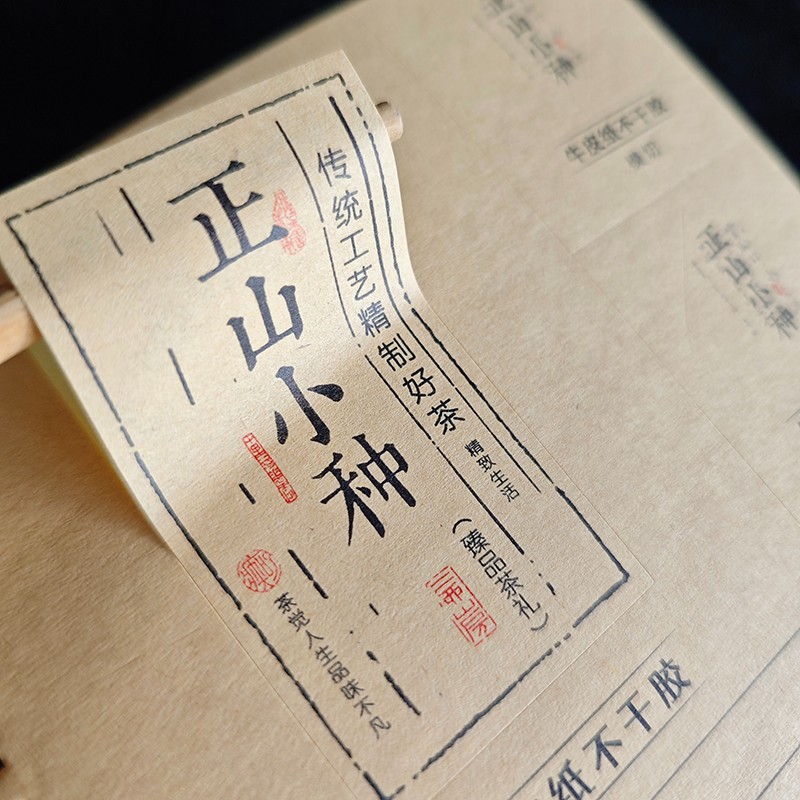 正山小种
传统工艺精制好茶
精致生活
（臻品茶礼）
茶觉人生品味不凡
正山小种
牛皮纸不干胶
正山小种
纸不干胶